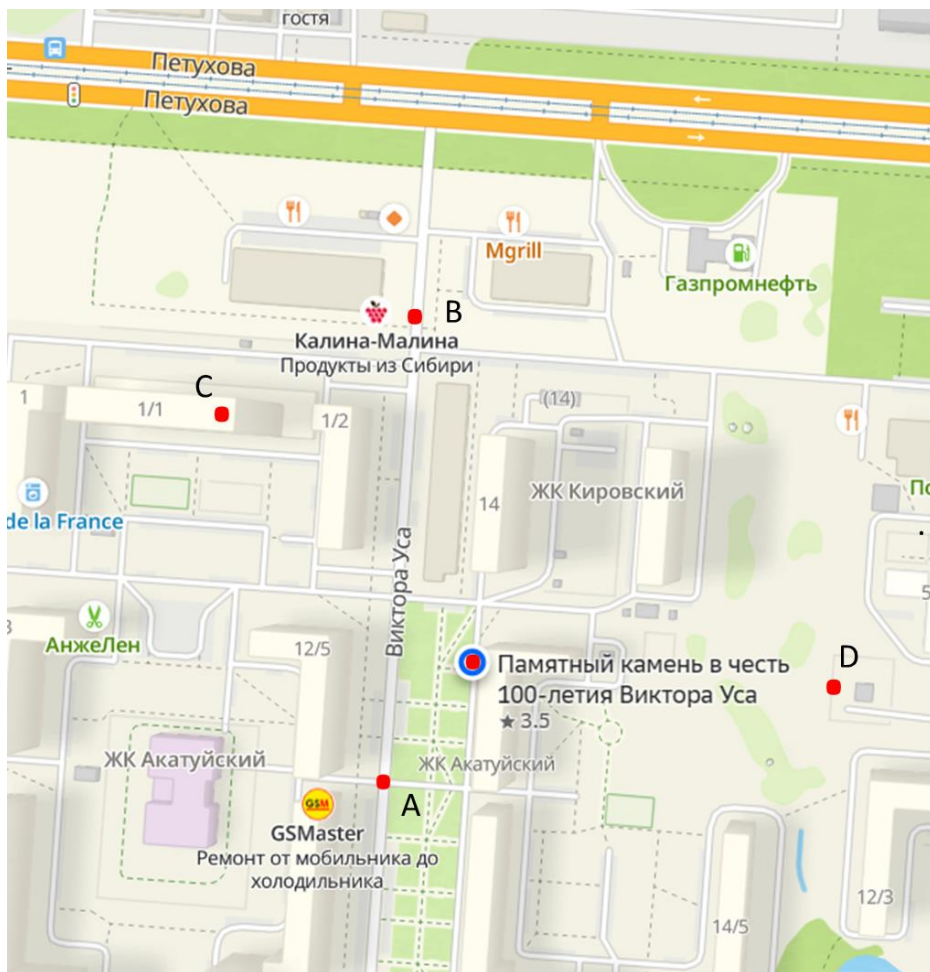 гостя
Петухова
Петухова
Mgrill
Газпромнефть
B
Калина-Малина
Продукты из Сибири
C
1
1/1
1/2
(14)
14
ЖК Кировский
de la France
Виктора Уса
АнжеЛен
12/5
Памятный камень в честь
100-летия Виктора Уса
★ 3.5
D
ЖК Акатуйский
ЖК Акатуйский
A
GSM
GSMaster
Ремонт от мобильника до
холодильника
14/5
12/3